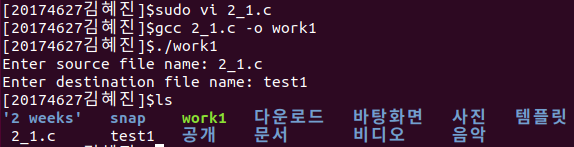 [20174627김혜진]$sudo vi 2_1.c
[20174627김혜진]$gcc 2_1.c -o work1
[20174627김혜진]$./work1
Enter source file name: 2_1.c
Enter destination file name: test1
[20174627김혜진]$ls
'2 weeks' snap work1 다운로드 바탕화면 사진 템플릿
2_1.c test1 공개 문서 비디오 음악